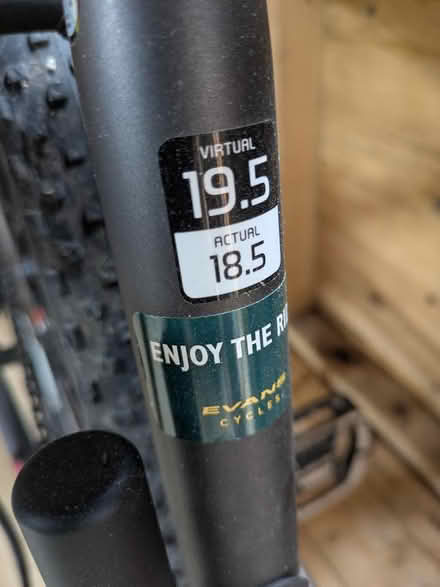 VIRTUAL
19.5
ACTUAL
18.5
ENJOY THE
EVANS
CYCLES